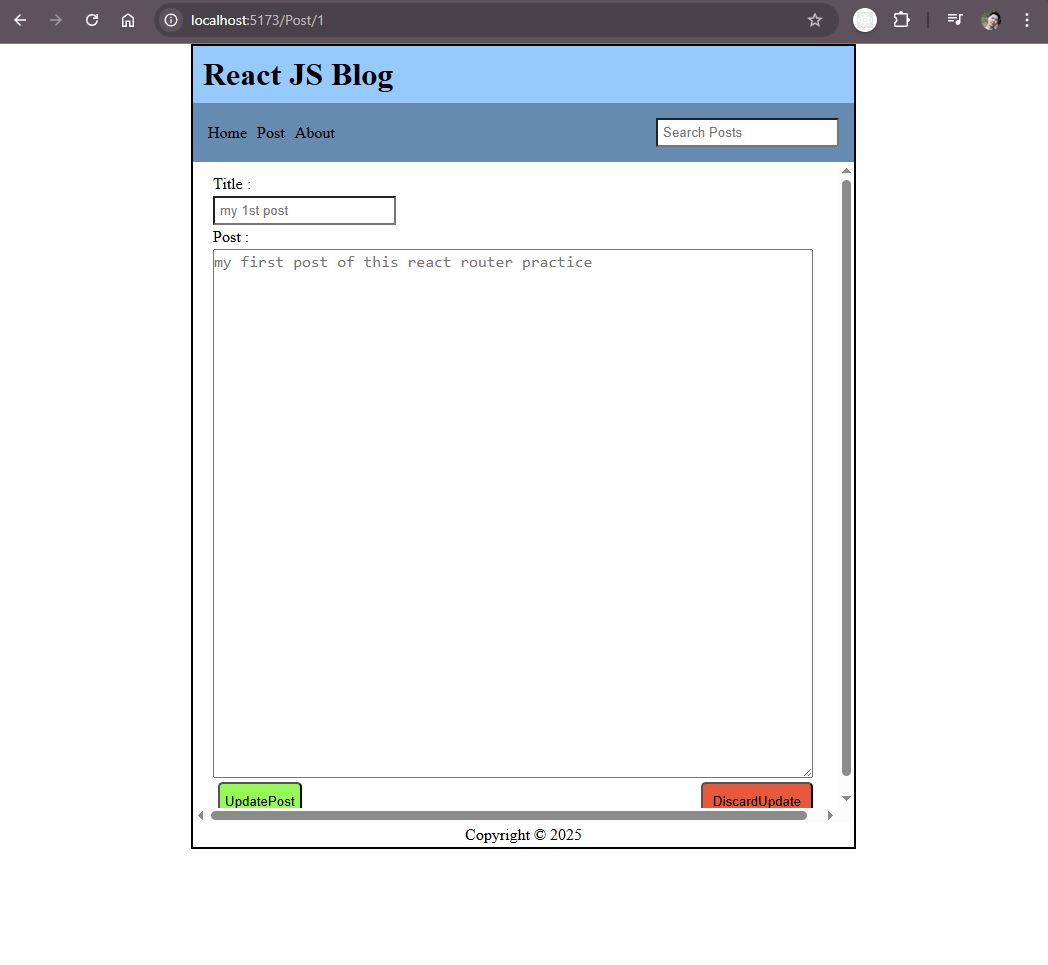 localhost:5173/Post/1
React JS Blog
Home Post About
Search Posts
Title :
my 1st post
Post :
my first post of this react router practice
UpdatePost
DiscardUpdate
Copyright © 2025